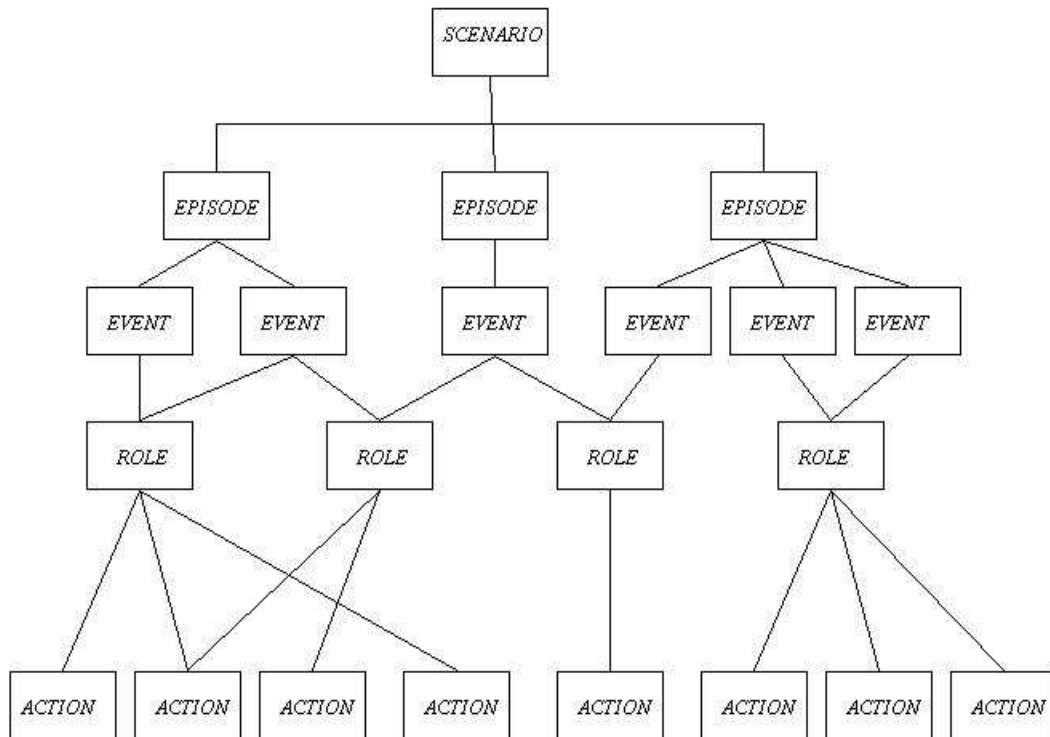 SCENARIO
EPISODE
EPISODE
EPISODE
EVENT
EVENT
EVENT
EVENT
EVENT
EVENT
ROLE
ROLE
ROLE
ROLE
ACTION
ACTION
ACTION
ACTION
ACTION
ACTION
ACTION
ACTION